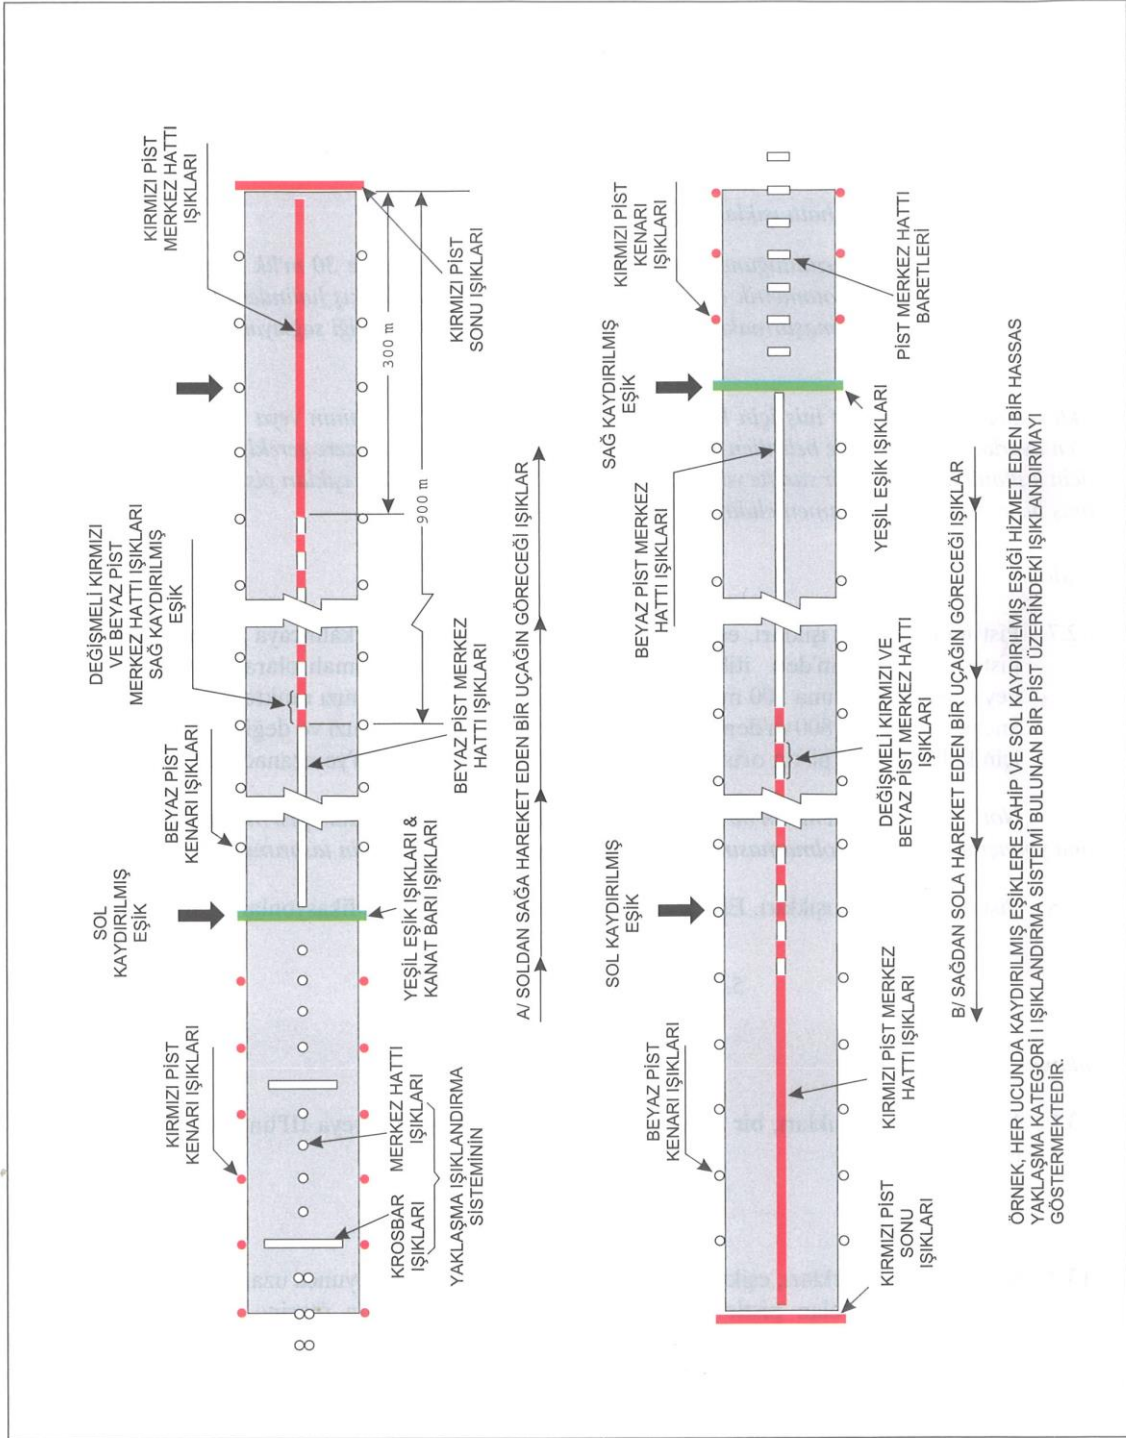 SOL
KAYDIRILMIŞ
EŞİK
KIRMIZI PİST
KENARI IŞIKLARI
BEYAZ PİST
KENARI IŞIKLARI
DEĞİŞMELİ KIRMIZI
VE BEYAZ PİST
MERKEZ HATTI IŞIKLARI
SAĞ KAYDIRILMIŞ
EŞİK
KIRMIZI PİST
MERKEZ HATTI
IŞIKLARI
300 m
900 m
KROSBAR
IŞIKLARI
MERKEZ HATTI
IŞIKLARI
YAKLAŞMA IŞIKLANDIRMA
SİSTEMİNİN
YEŞİL EŞİK IŞIKLARI &
KANAT BARI IŞIKLARI
BEYAZ PİST MERKEZ
HATTI IŞIKLARI
KIRMIZI PİST
SONU IŞIKLARI
A/ SOLDAN SAĞA HAREKET EDEN BİR UÇAĞIN GÖRECEĞİ IŞIKLAR
SOL KAYDIRILMIŞ
EŞİK
SAĞ KAYDIRILMIŞ
EŞİK
BEYAZ PİST
KENARI IŞIKLARI
BEYAZ PİST MERKEZ
HATTI IŞIKLARI
KIRMIZI PİST
KENARI
IŞIKLARI
KIRMIZI PİST
SONU
IŞIKLARI
KIRMIZI PİST MERKEZ
HATTI IŞIKLARI
DEĞİŞMELİ KIRMIZI VE
BEYAZ PİST MERKEZ HATTI
IŞIKLARI
YEŞİL EŞİK IŞIKLARI
PİST MERKEZ HATTI
BARETLERİ
B/ SAĞDAN SOLA HAREKET EDEN BİR UÇAĞIN GÖRECEĞİ IŞIKLAR
ÖRNEK, HER UCUNDA KAYDIRILMIŞ EŞİKLERE SAHİP VE SOL KAYDIRILMIŞ EŞİĞİ HİZMET EDEN BİR HASSAS
YAKLAŞMA KATEGORİ I IŞIKLANDIRMA SİSTEMİ BULUNAN BİR PİST ÜZERİNDEKİ IŞIKLANDIRMAYI
GÖSTERMEKTEDİR.